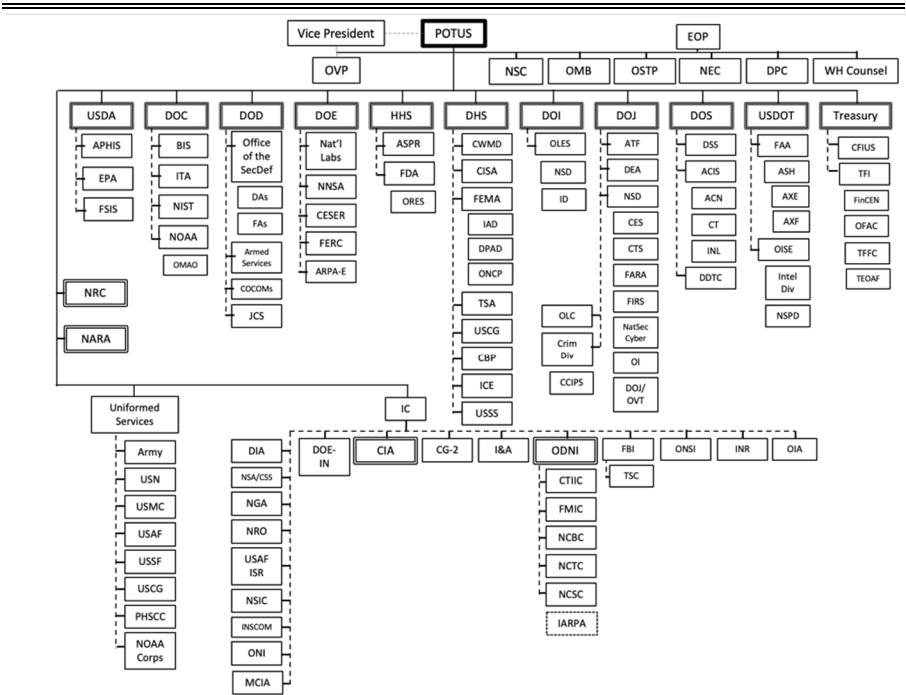 Vice President
POTUS
EOP
OVP
NSC
OMB
OSTP
NEC
DPC
WH Counsel
USDA
DOC
DOD
DOE
HHS
DHS
DOI
DOJ
DOS
USDOT
Treasury
APHIS
EPA
FSIS
BIS
ITA
NIST
NOAA
OMAO
Office
of the
SecDef
DAs
FAs
Armed
Services
COCOMs
JCS
Nat'l
Labs
NNSA
CESER
FERC
ARPA-E
ASPR
FDA
ORES
CWMD
CISA
FEMA
IAD
DPAD
ONCP
TSA
USCG
CBP
ICE
USSS
OLES
NSD
ID
ATF
DEA
NSD
CES
CTS
FARA
FIRS
NatSec
Cyber
OI
DOJ/
OVT
OLC
Crim
Div
CCIPS
DSS
ACIS
ACN
CT
INL
DDTC
FAA
ASH
AXE
AXF
OISE
Intel
Div
NSPD
CFIUS
TFI
FinCEN
OFAC
TFFC
TEOAF
NRC
NARA
Uniformed
Services
Army
USN
USMC
USAF
USSF
USCG
PHSCC
NOAA
Corps
IC
DIA
NSA/CSS
NGA
NRO
USAF
ISR
NSIC
INSCOM
ONI
MCIA
DOE-
IN
CIA
CG-2
I&A
ODNI
CTIIC
FMIC
NCBC
NCTC
NCSC
IARPA
FBI
TSC
ONSI
INR
OIA